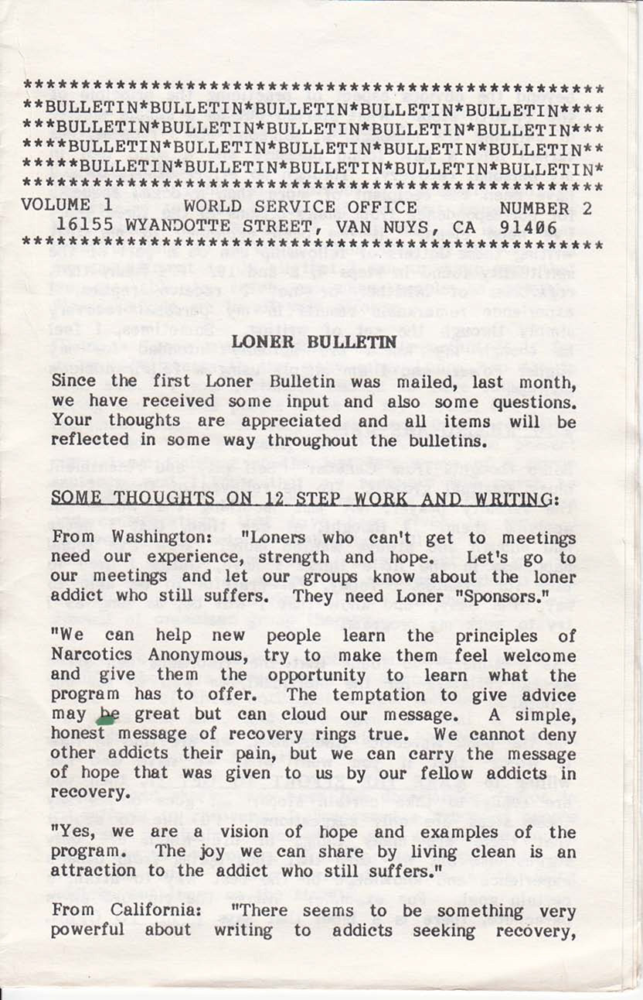 **************************************************
**BULLETIN*BULLETIN*BULLETIN*BULLETIN*BULLETIN****
***BULLETIN*BULLETIN*BULLETIN*BULLETIN*BULLETIN***
****BULLETIN*BULLETIN*BULLETIN*BULLETIN*BULLETIN**
*****BULLETIN*BULLETIN*BULLETIN*BULLETIN*BULLETIN*
**************************************************
VOLUME 1 WORLD SERVICE OFFICE NUMBER 2
16155 WYANDOTTE STREET, VAN NUYS, CA 91406
**************************************************
LONER BULLETIN
Since the first Loner Bulletin was mailed, last month,
we have received some input and also some questions.
Your thoughts are appreciated and all items will be
reflected in some way throughout the bulletins.
SOME THOUGHTS ON 12 STEP WORK AND WRITING:
From Washington: "Loners who can't get to meetings
need our experience, strength and hope. Let's go to
our meetings and let our groups know about the loner
addict who still suffers. They need Loner "Sponsors."
"We can help new people learn the principles of
Narcotics Anonymous, try to make them feel welcome
and give them the opportunity to learn what the
program has to offer. The temptation to give advice
may be great but can cloud our message. A simple,
honest message of recovery rings true. We cannot deny
other addicts their pain, but we can carry the message
of hope that was given to us by our fellow addicts in
recovery.
"Yes, we are a vision of hope and examples of the
program. The joy we can share by living clean is an
attraction to the addict who still suffers."
From California: "There seems to be something very
powerful about writing to addicts seeking recovery,